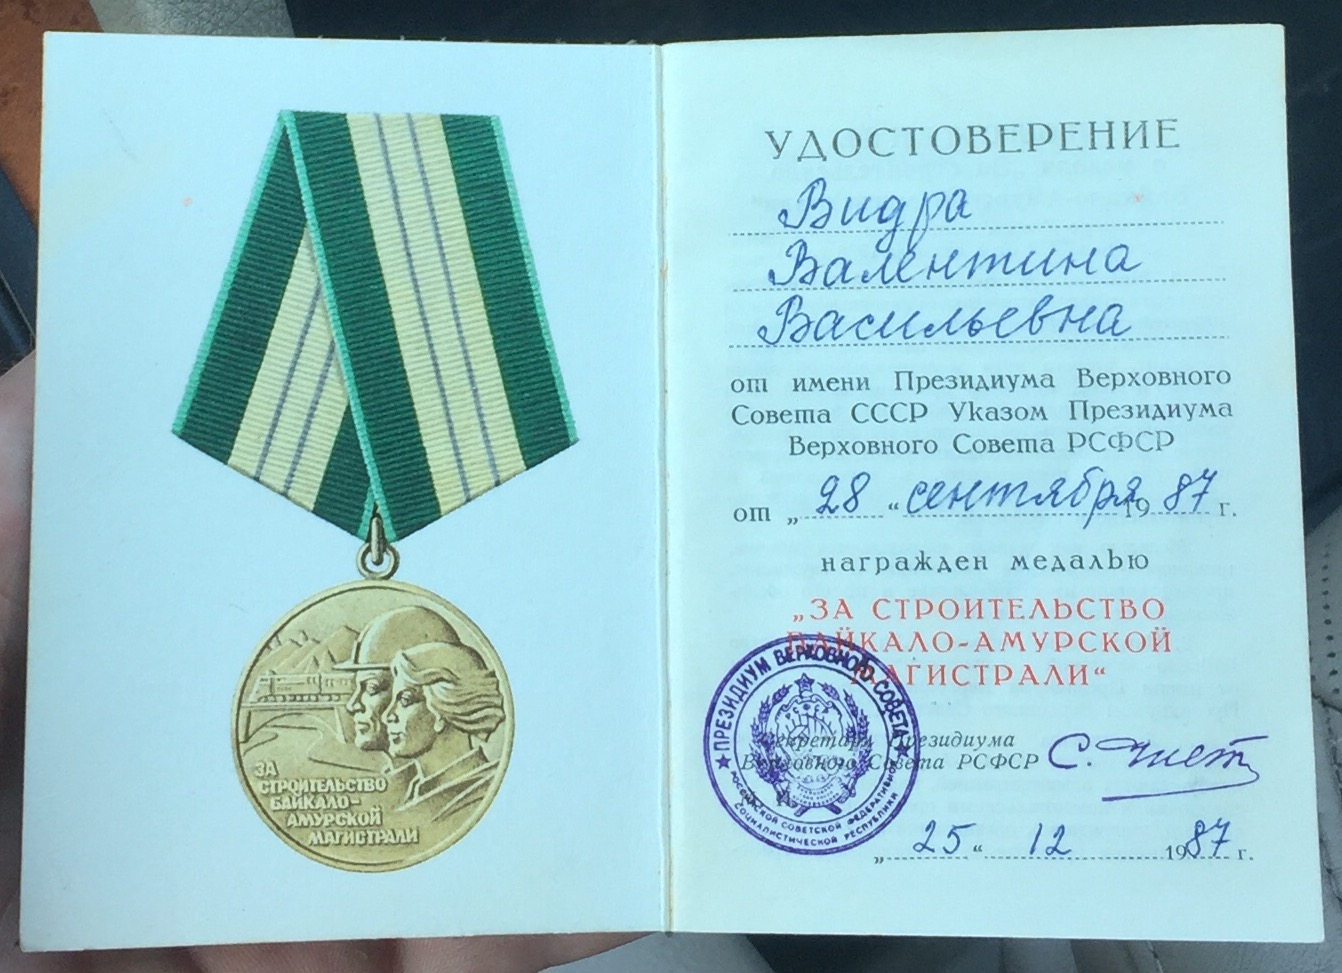 ЗА
СТРОИТЕЛЬСТВО
БАЙКАЛО-
АМУРСКОЙ
МАГИСТРАЛИ
УДОСТОВЕРЕНИЕ
Видра
Валентина
Васильевна
от имени Президиума Верховного
Совета СССР Указом Президиума
Верховного Совета РСФСР
от „28“ сентября 1987 г.
награжден медалью
„ЗА СТРОИТЕЛЬСТВО
БАЙКАЛО-АМУРСКОЙ
МАГИСТРАЛИ“
ПРЕЗИДИУМ ВЕРХОВНОГО СОВЕТА
РОССИЙСКОЙ СОВЕТСКОЙ ФЕДЕРАТИВНОЙ
СОЦИАЛИСТИЧЕСКОЙ РЕСПУБЛИКИ
РСФСР
Секретарь Президиума
Верховного Совета РСФСР
„25“ 12 1987 г.